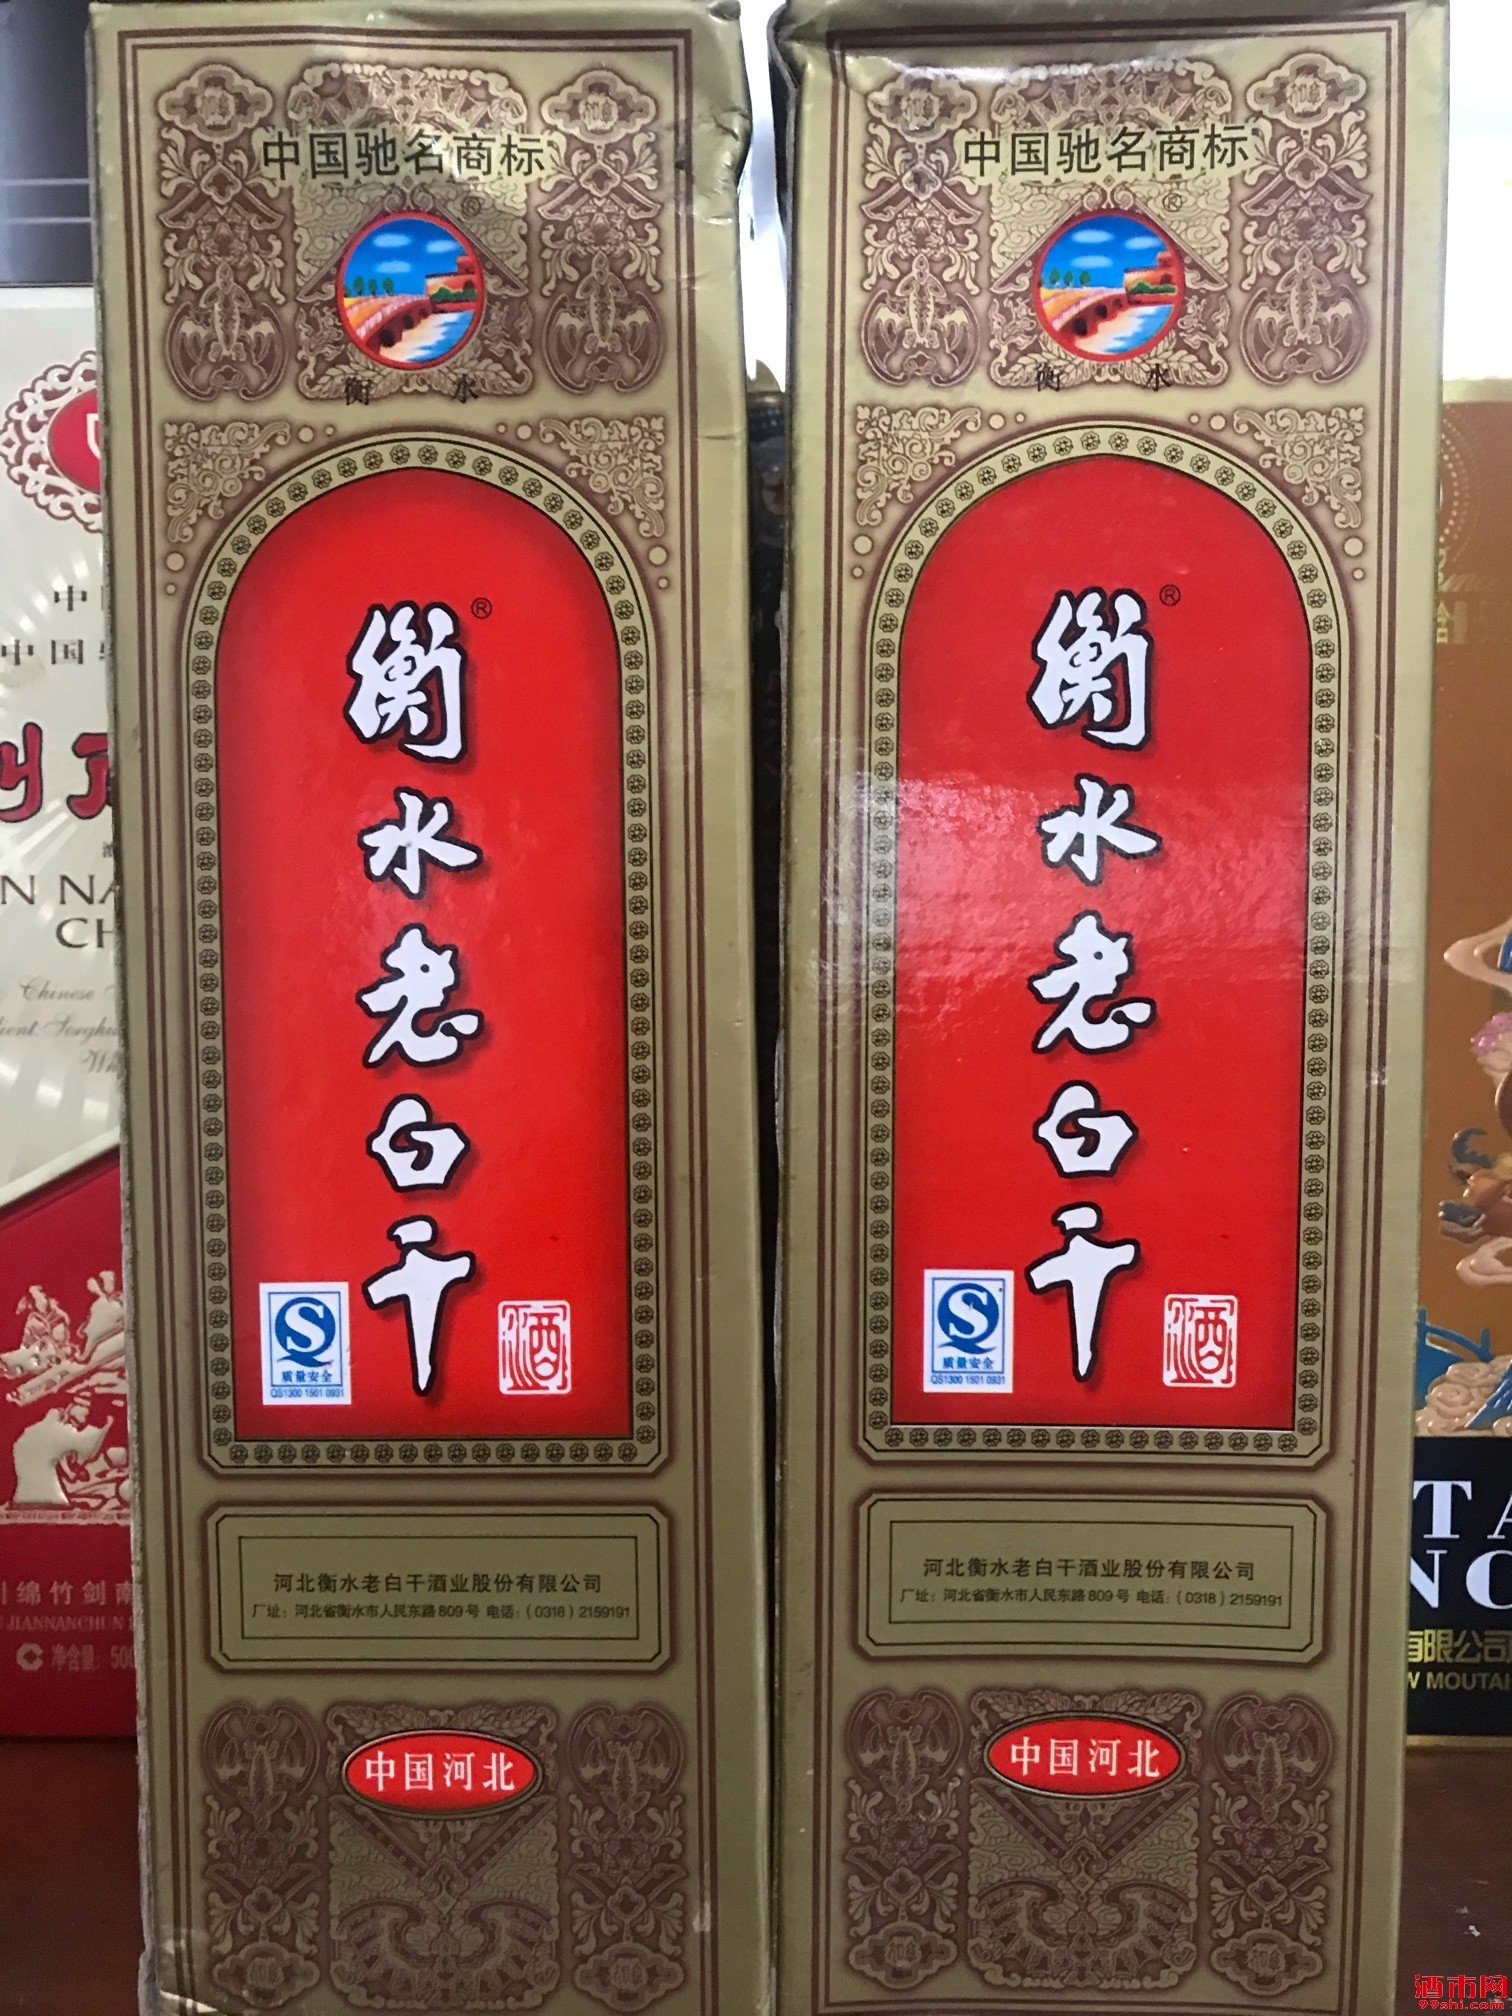 中国驰名商标
®
衡 水
衡水老白干
®
质量安全
QS1300 1501 0931
酒
河北衡水老白干酒业股份有限公司
厂址：河北省衡水市人民东路809号 电话：（0318）2159191
中国河北
中国驰名商标
®
衡 水
衡水老白干
®
质量安全
QS1300 1501 0931
酒
河北衡水老白干酒业股份有限公司
厂址：河北省衡水市人民东路809号 电话：（0318）2159191
中国河北
中国
N NA
CH
Chinese
绵竹剑南
JIANNANCHUN
净含量：500
TA
NC
有限公司
W MOUTAI
酒市网
99shi.com